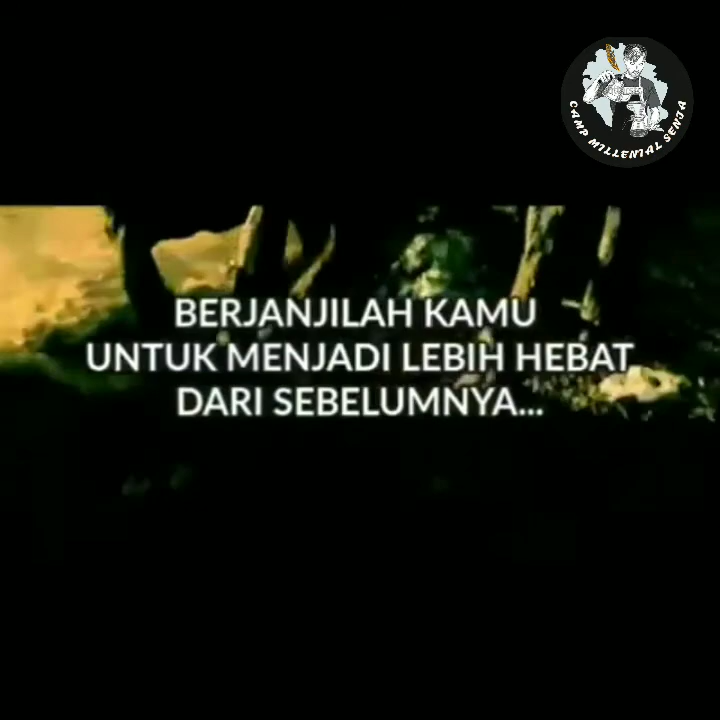 CAMP MILLENIAL SENJA
BERJANJILAH KAMU
UNTUK MENJADI LEBIH HEBAT
DARI SEBELUMNYA...